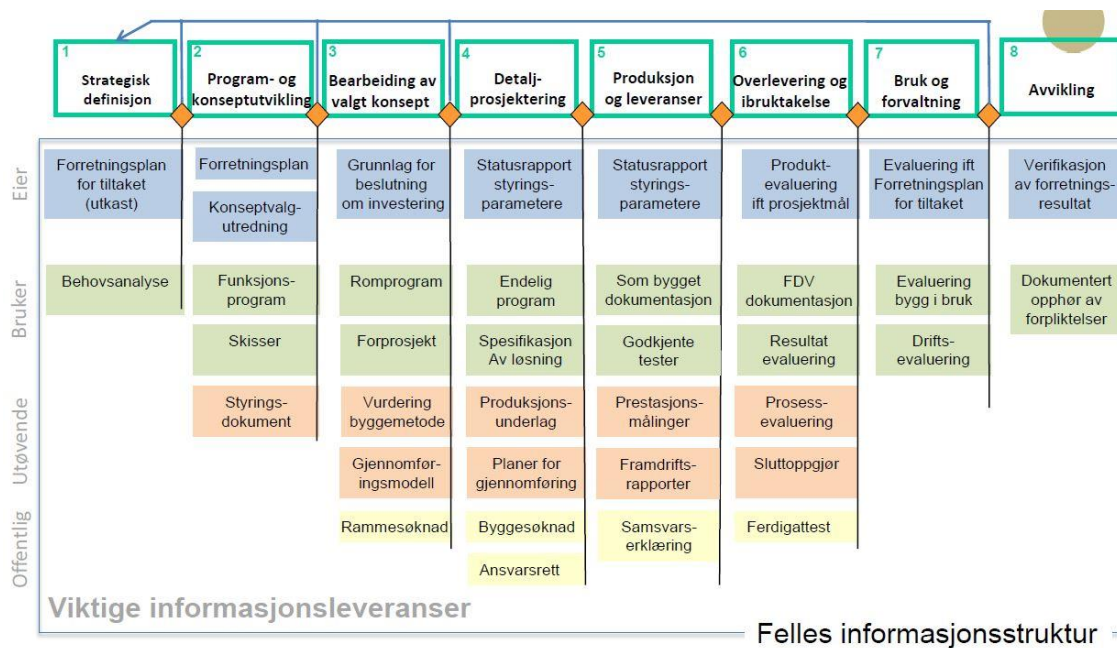 1
Strategisk
definisjon
2
Program- og
konseptutvikling
3
Bearbeiding av
valgt konsept
4
Detalj-
prosjektering
5
Produksjon
og leveranser
6
Overlevering og
ibruktakelse
7
Bruk og
forvaltning
8
Avvikling
Eier
Forretningsplan
for tiltaket
(utkast)
Forretningsplan
Konseptvalg-
utredning
Grunnlag for
beslutning
om investering
Statusrapport
styrings-
parametere
Statusrapport
styrings-
parametere
Produkt-
evaluering
ift prosjektmål
Evaluering ift
Forretningsplan
for tiltaket
Verifikasjon
av forretnings-
resultat
Bruker
Behovsanalyse
Funksjons-
program
Skisser
Romprogram
Forprosjekt
Endelig
program
Spesifikasjon
Av løsning
Som bygget
dokumentasjon
Godkjente
tester
FDV
dokumentasjon
Resultat
evaluering
Evaluering
bygg i bruk
Drifts-
evaluering
Dokumentert
opphør av
forpliktelser
Utøvende
Styrings-
dokument
Vurdering
byggemetode
Gjennomfør-
ingsmodell
Produksjons-
underlag
Planer for
gjennomføring
Prestasjons-
målinger
Framdrifts-
rapporter
Prosess-
evaluering
Sluttoppgjør
Offentlig
Rammesøknad
Byggesøknad
Ansvarsrett
Samsvars-
erklæring
Ferdigattest
Viktige informasjonsleveranser
Felles informasjonsstruktur